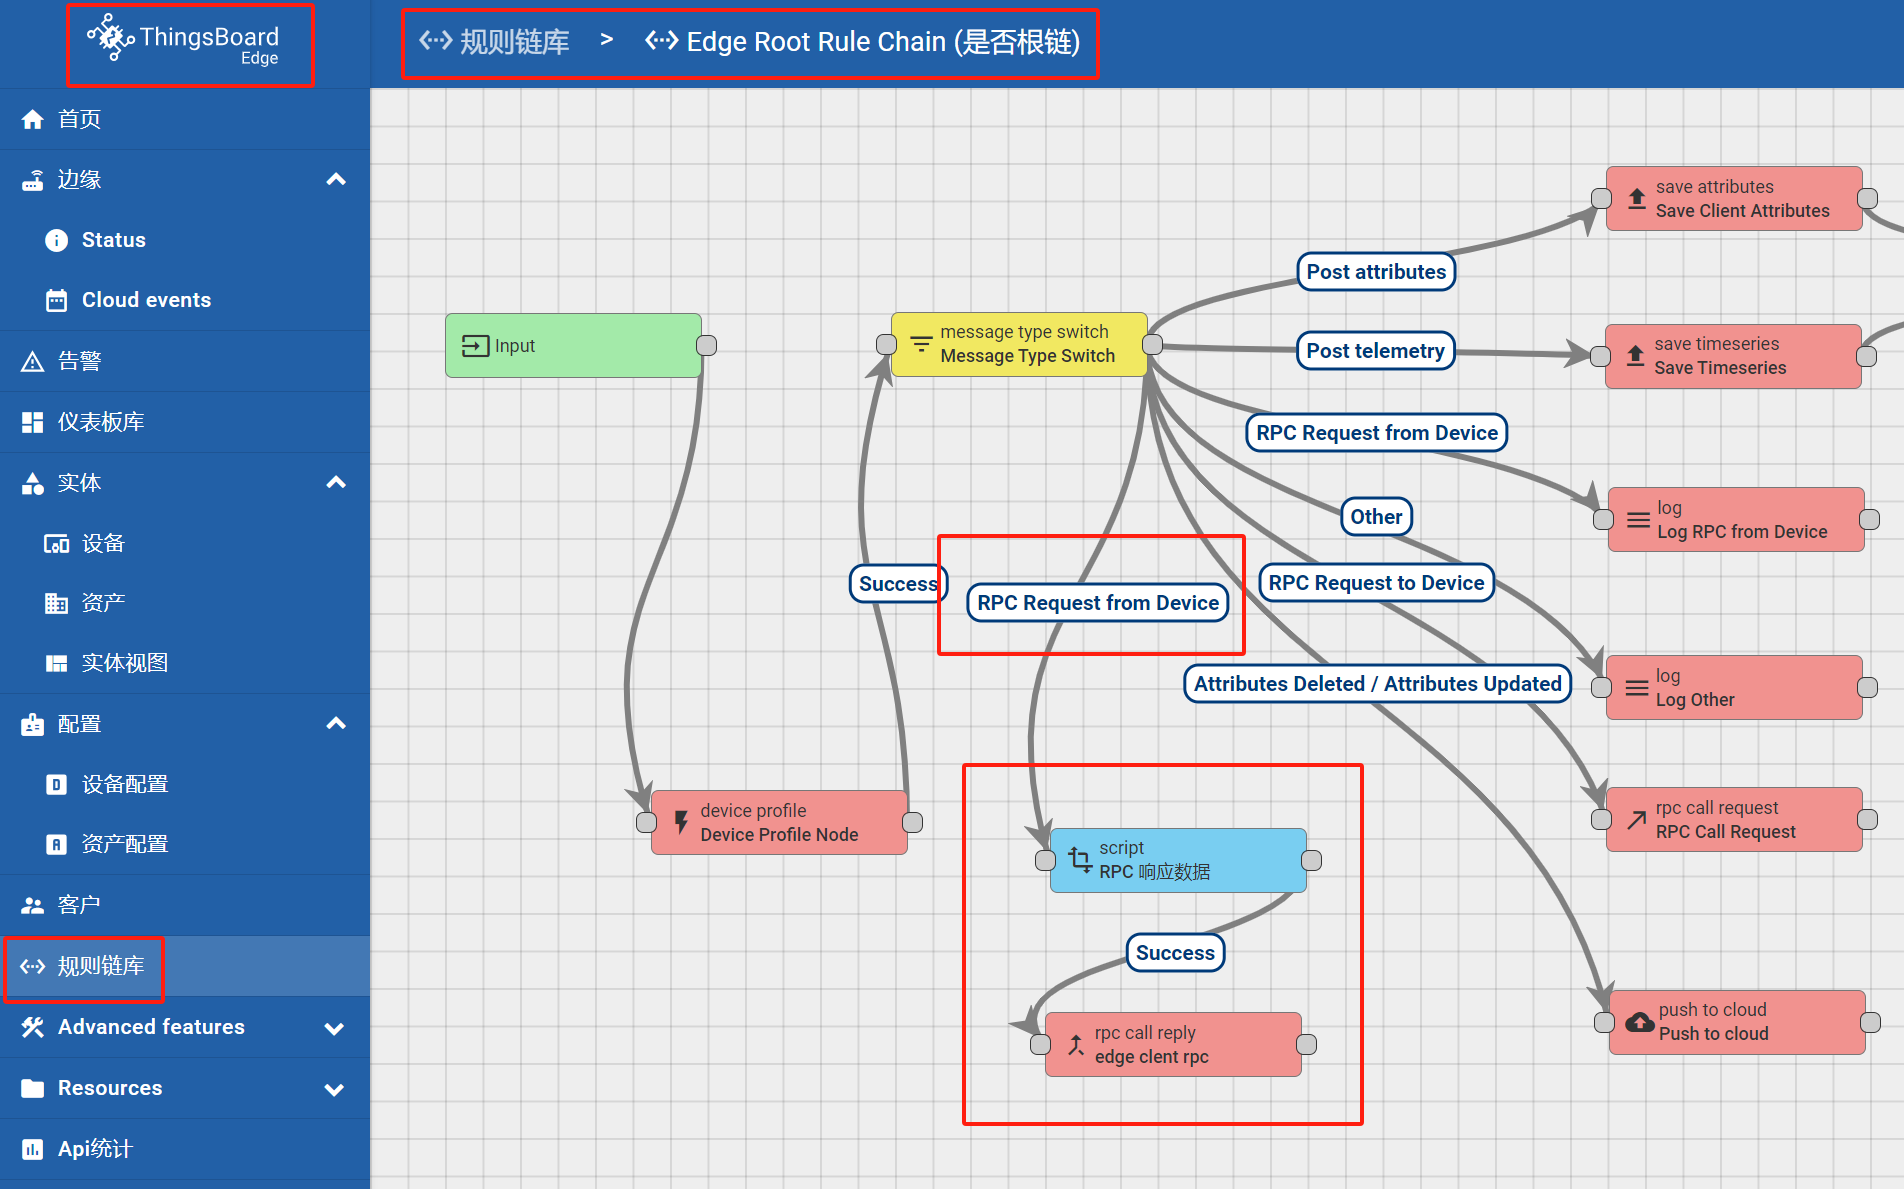 ThingsBoard
Edge
规则链库 > Edge Root Rule Chain (是否根链)
首页
边缘
Status
Cloud events
告警
仪表板库
实体
设备
资产
实体视图
配置
设备配置
资产配置
客户
规则链库
Advanced features
Resources
Api统计
Input
message type switch
Message Type Switch
Post attributes
save attributes
Save Client Attributes
Post telemetry
save timeseries
Save Timeseries
RPC Request from Device
log
Log RPC from Device
Other
Success
RPC Request from Device
RPC Request to Device
Attributes Deleted / Attributes Updated
log
Log Other
device profile
Device Profile Node
rpc call request
RPC Call Request
script
RPC 响应数据
Success
rpc call reply
edge clent rpc
push to cloud
Push to cloud